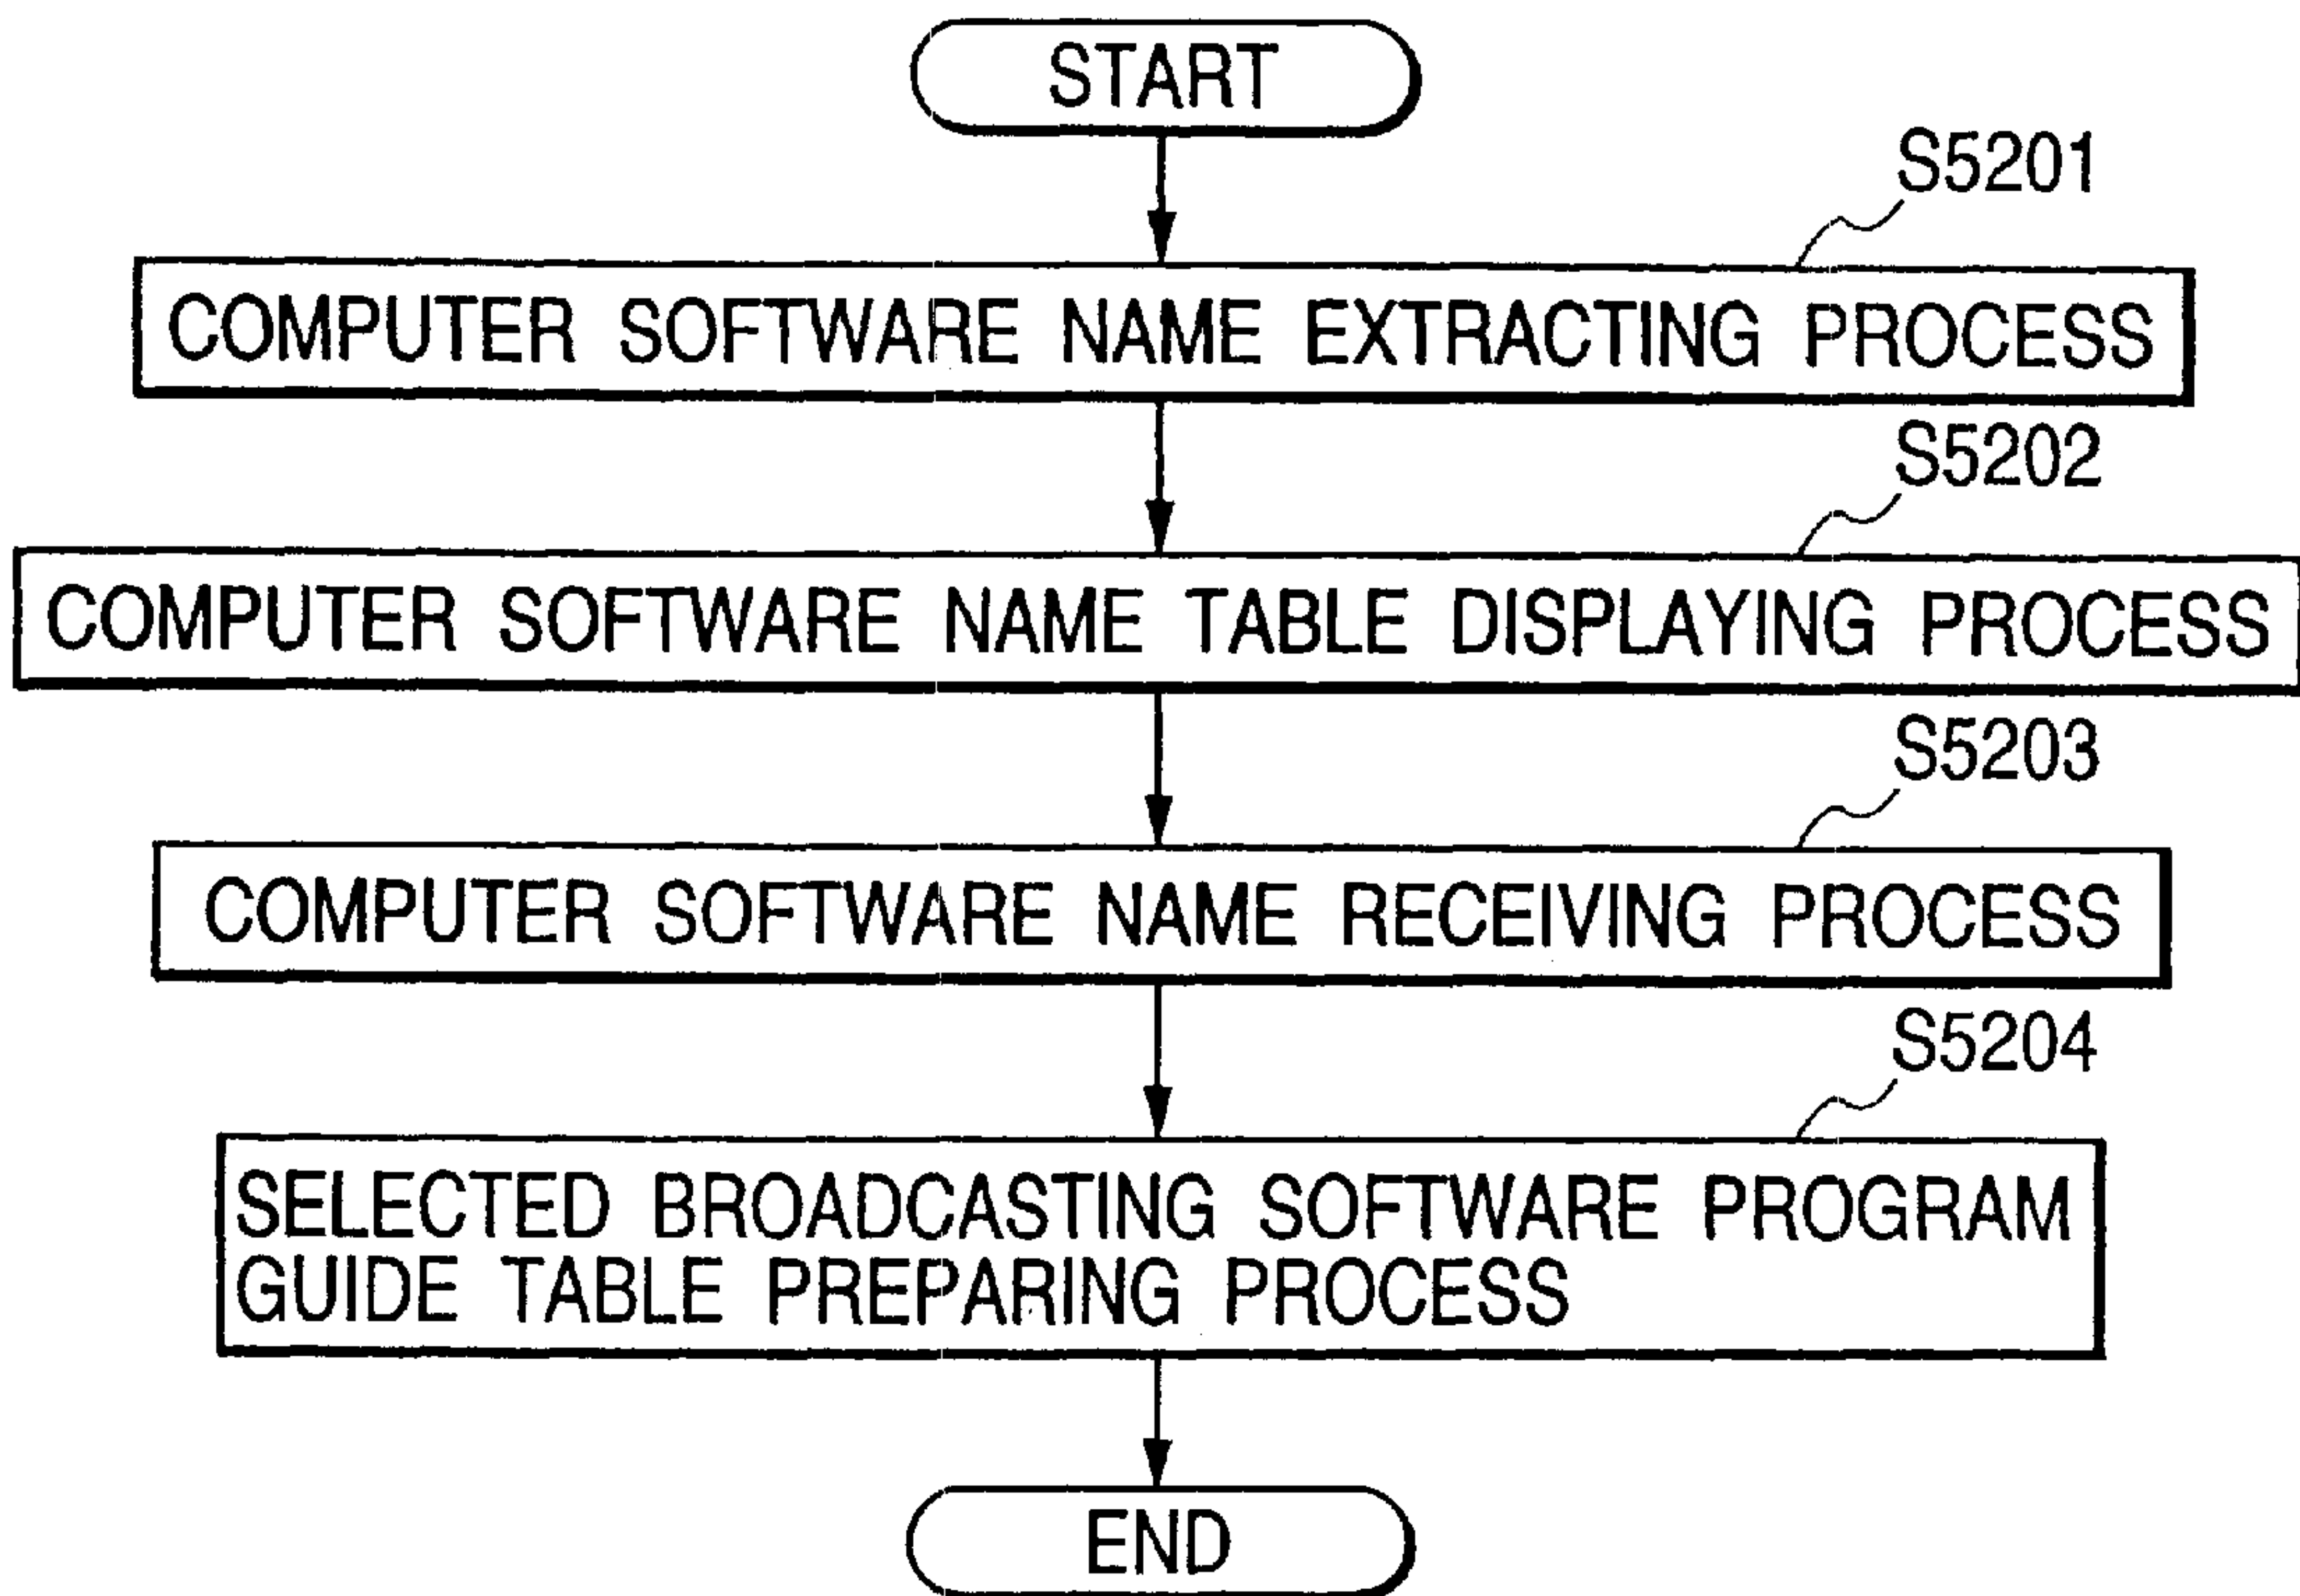 START
S5201
COMPUTER SOFTWARE NAME EXTRACTING PROCESS
S5202
COMPUTER SOFTWARE NAME TABLE DISPLAYING PROCESS
S5203
COMPUTER SOFTWARE NAME RECEIVING PROCESS
S5204
SELECTED BROADCASTING SOFTWARE PROGRAM
GUIDE TABLE PREPARING PROCESS
END